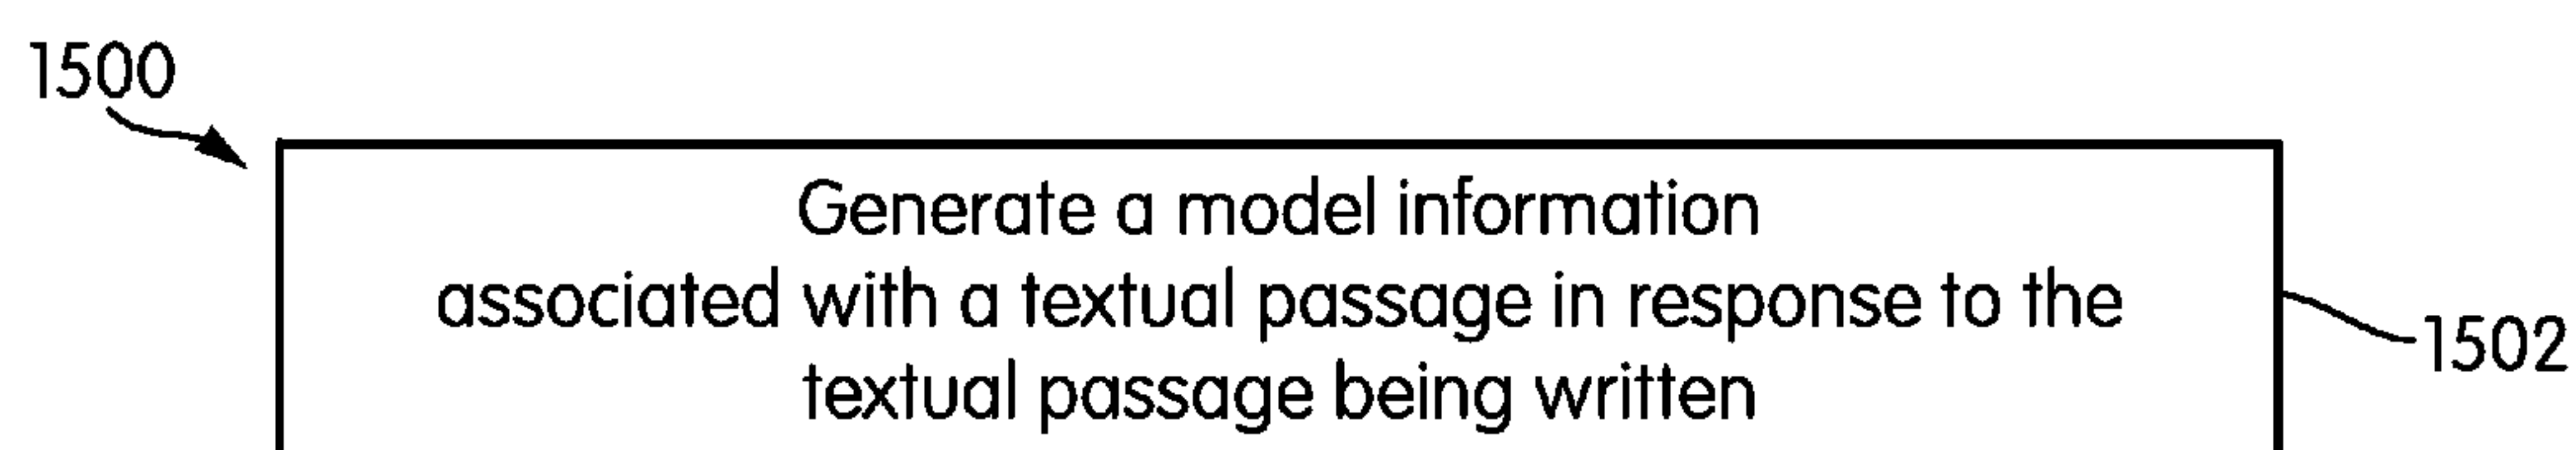 1500
Generate a model information
associated with a textual passage in response to the
textual passage being written
1502